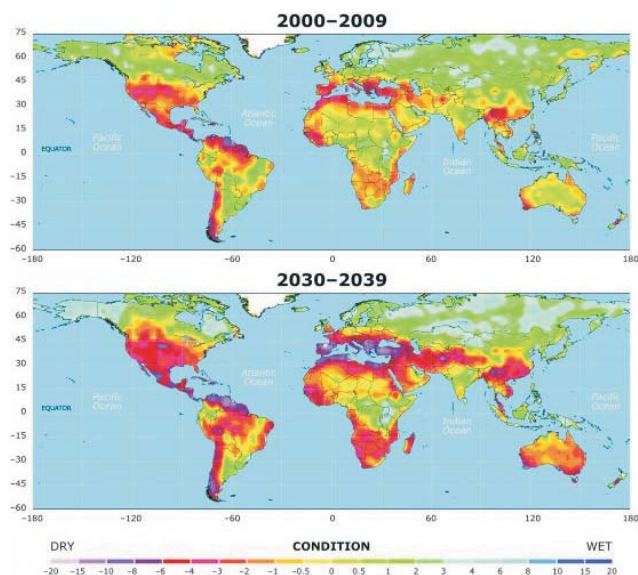 2000–2009
75
60
45
30
15
0
−15
−30
−45
−60
EQUATOR
Pacific
Ocean
Atlantic
Ocean
Indian
Ocean
Pacific
Ocean
−180
−120
−60
0
60
120
180
2030–2039
75
60
45
30
15
0
−15
−30
−45
−60
EQUATOR
Pacific
Ocean
Atlantic
Ocean
Indian
Ocean
Pacific
Ocean
−180
−120
−60
0
60
120
180
DRY CONDITION WET
−20 −15 −10 −8 −6 −4 −3 −2 −1 −0.5 0 0.5 1 2 3 4 6 8 10 15 20